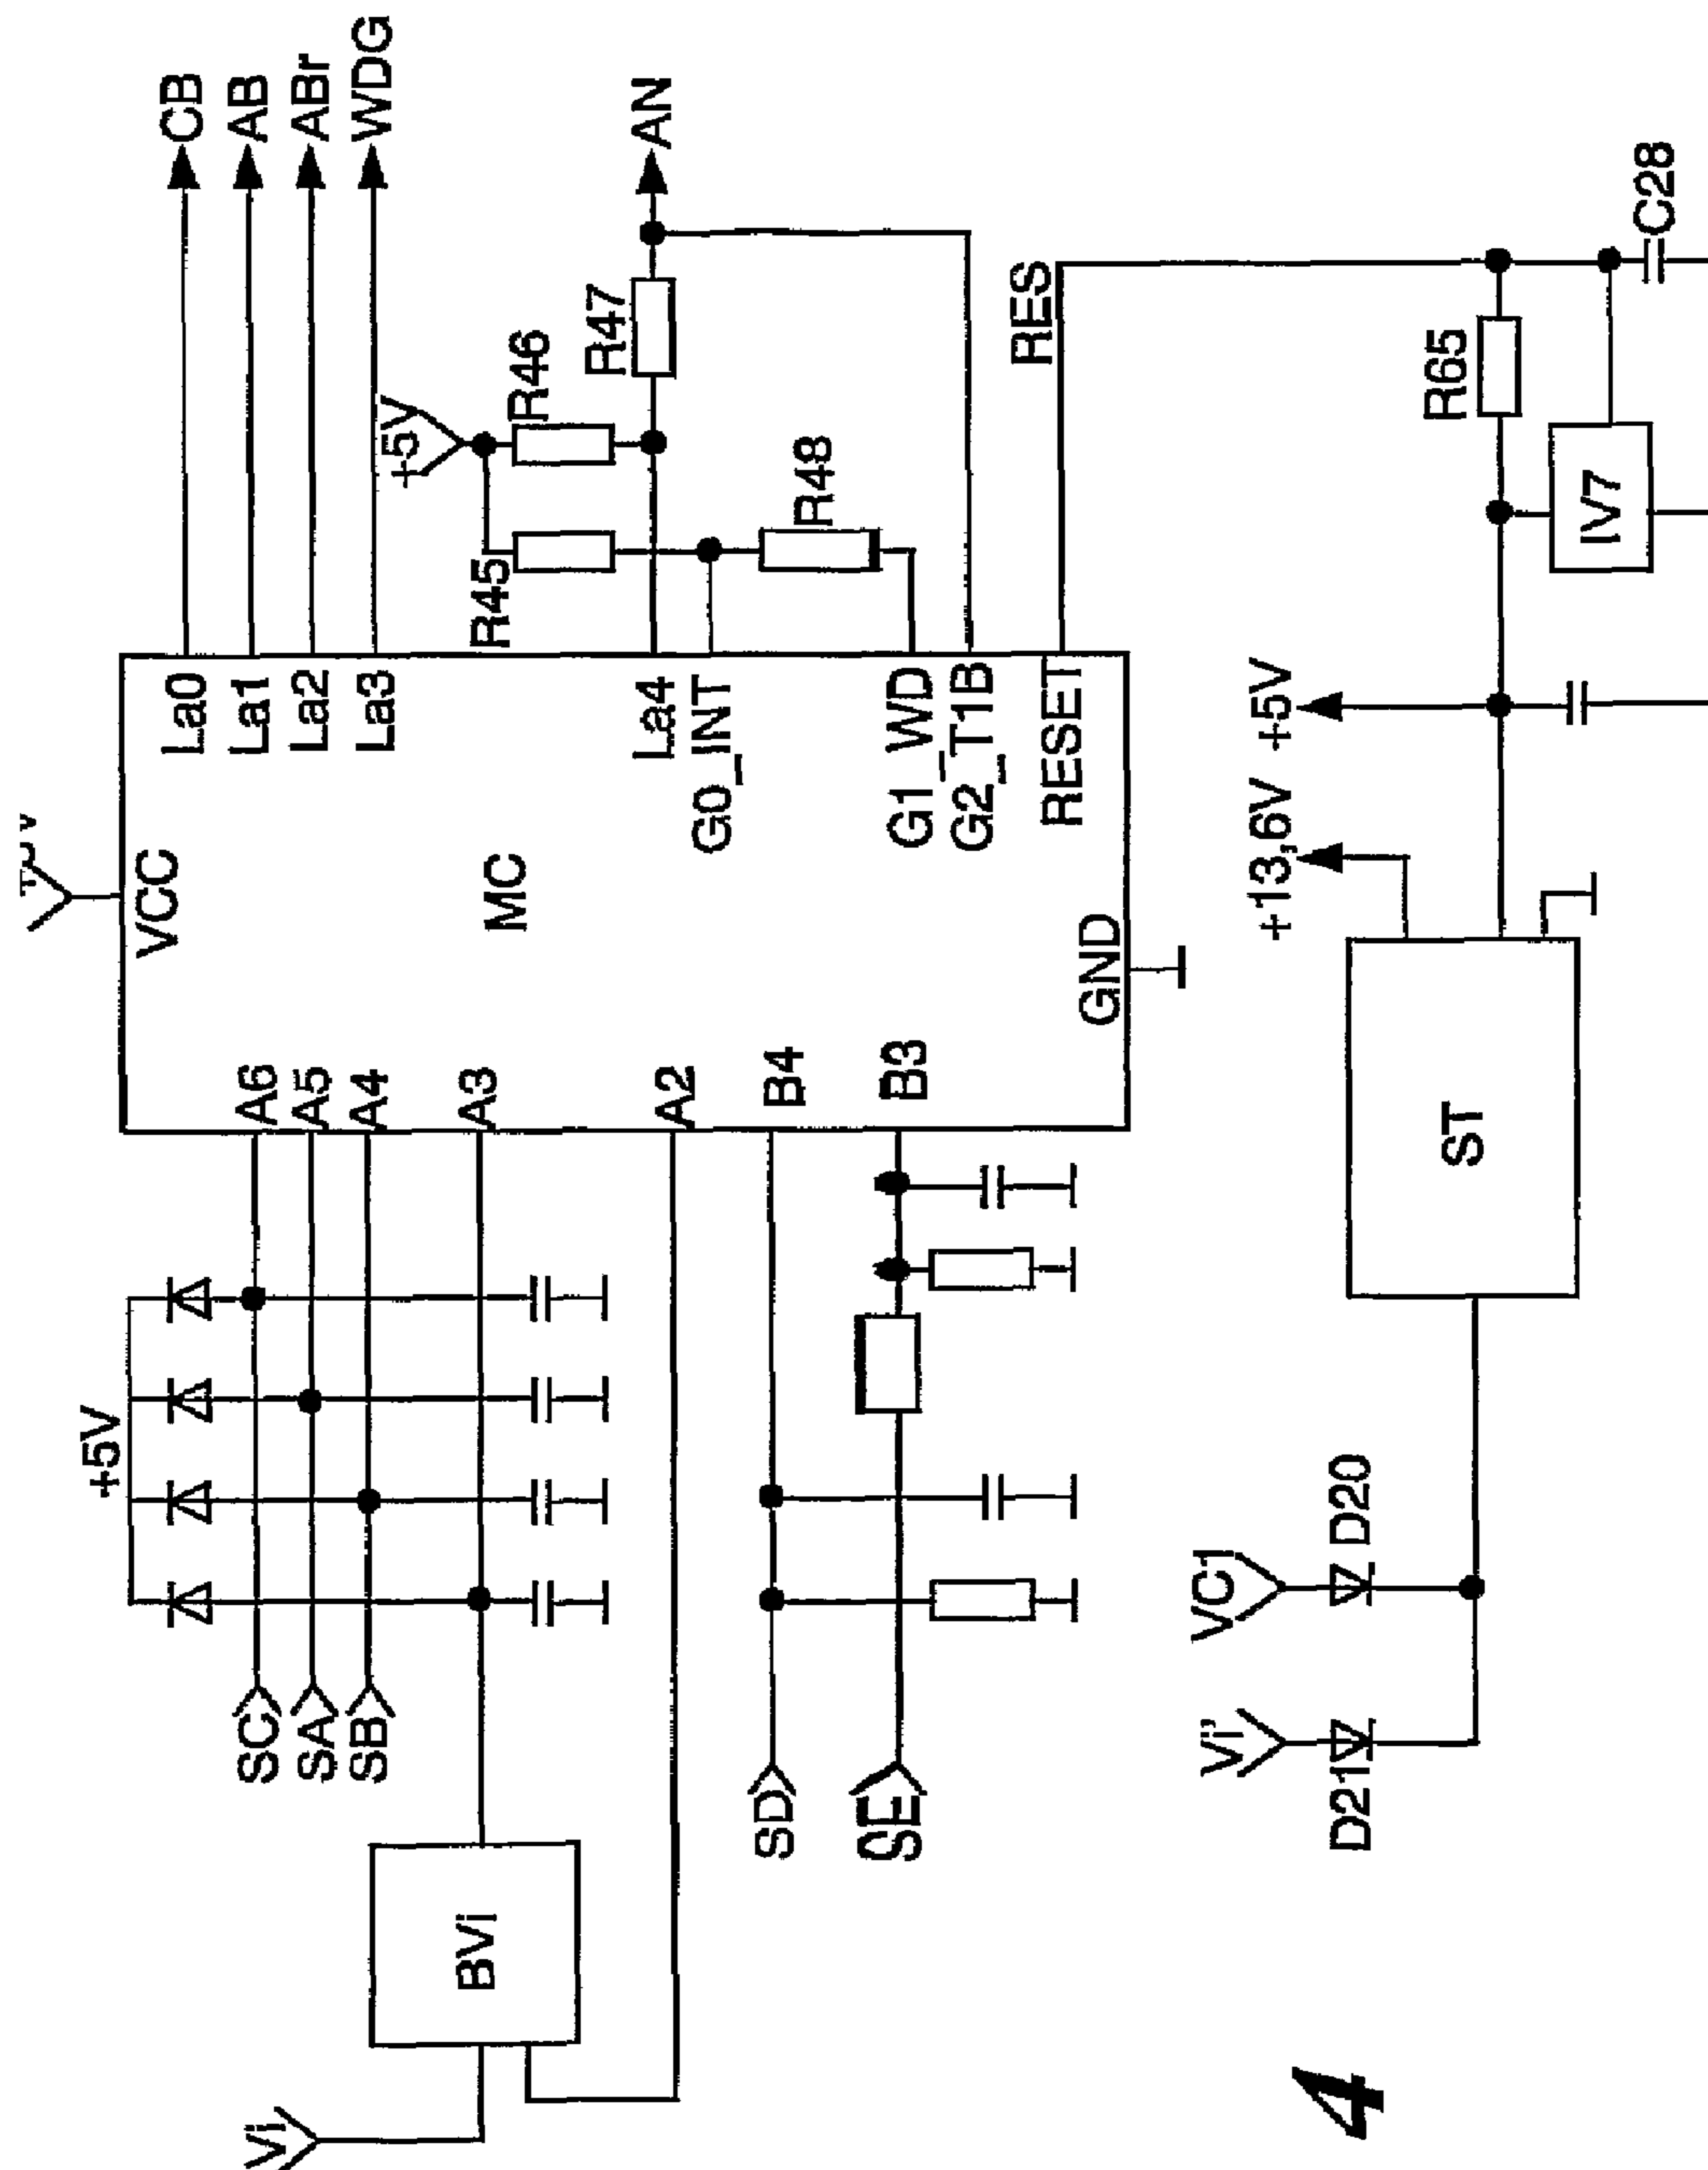 CB
AB
ABr
WDG
AN
+5V
R46
R47
R45
R48
RES
VCC
MC
La0
La1
La2
La3
La4
G0_INT
G1_WD
G2_T1B
RESET
GND
A6
A5
A4
A3
A2
B4
B3
+5V
SC
SA
SB
BVi
Vi
SD
SE
R65
C28
IV7
+5V
+13,6V
ST
VC1
D20
Vi'
D21
4